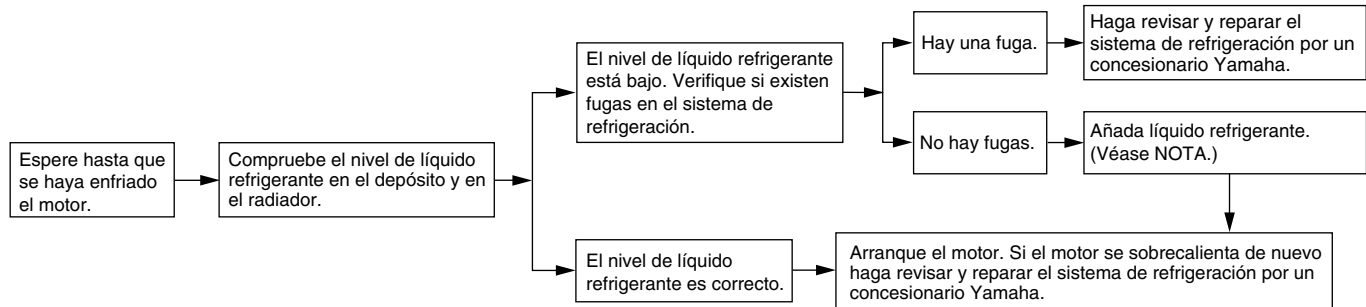 Espere hasta que
se haya enfriado
el motor.
Compruebe el nivel de líquido
refrigerante en el depósito y en
el radiador.
El nivel de líquido refrigerante
está bajo. Verifique si existen
fugas en el sistema de
refrigeración.
Hay una fuga.
Haga revisar y reparar el
sistema de refrigeración por un
concesionario Yamaha.
No hay fugas.
Añada líquido refrigerante.
(Véase NOTA.)
El nivel de líquido
refrigerante es correcto.
Arranque el motor. Si el motor se sobrecalienta de nuevo
haga revisar y reparar el sistema de refrigeración por un
concesionario Yamaha.